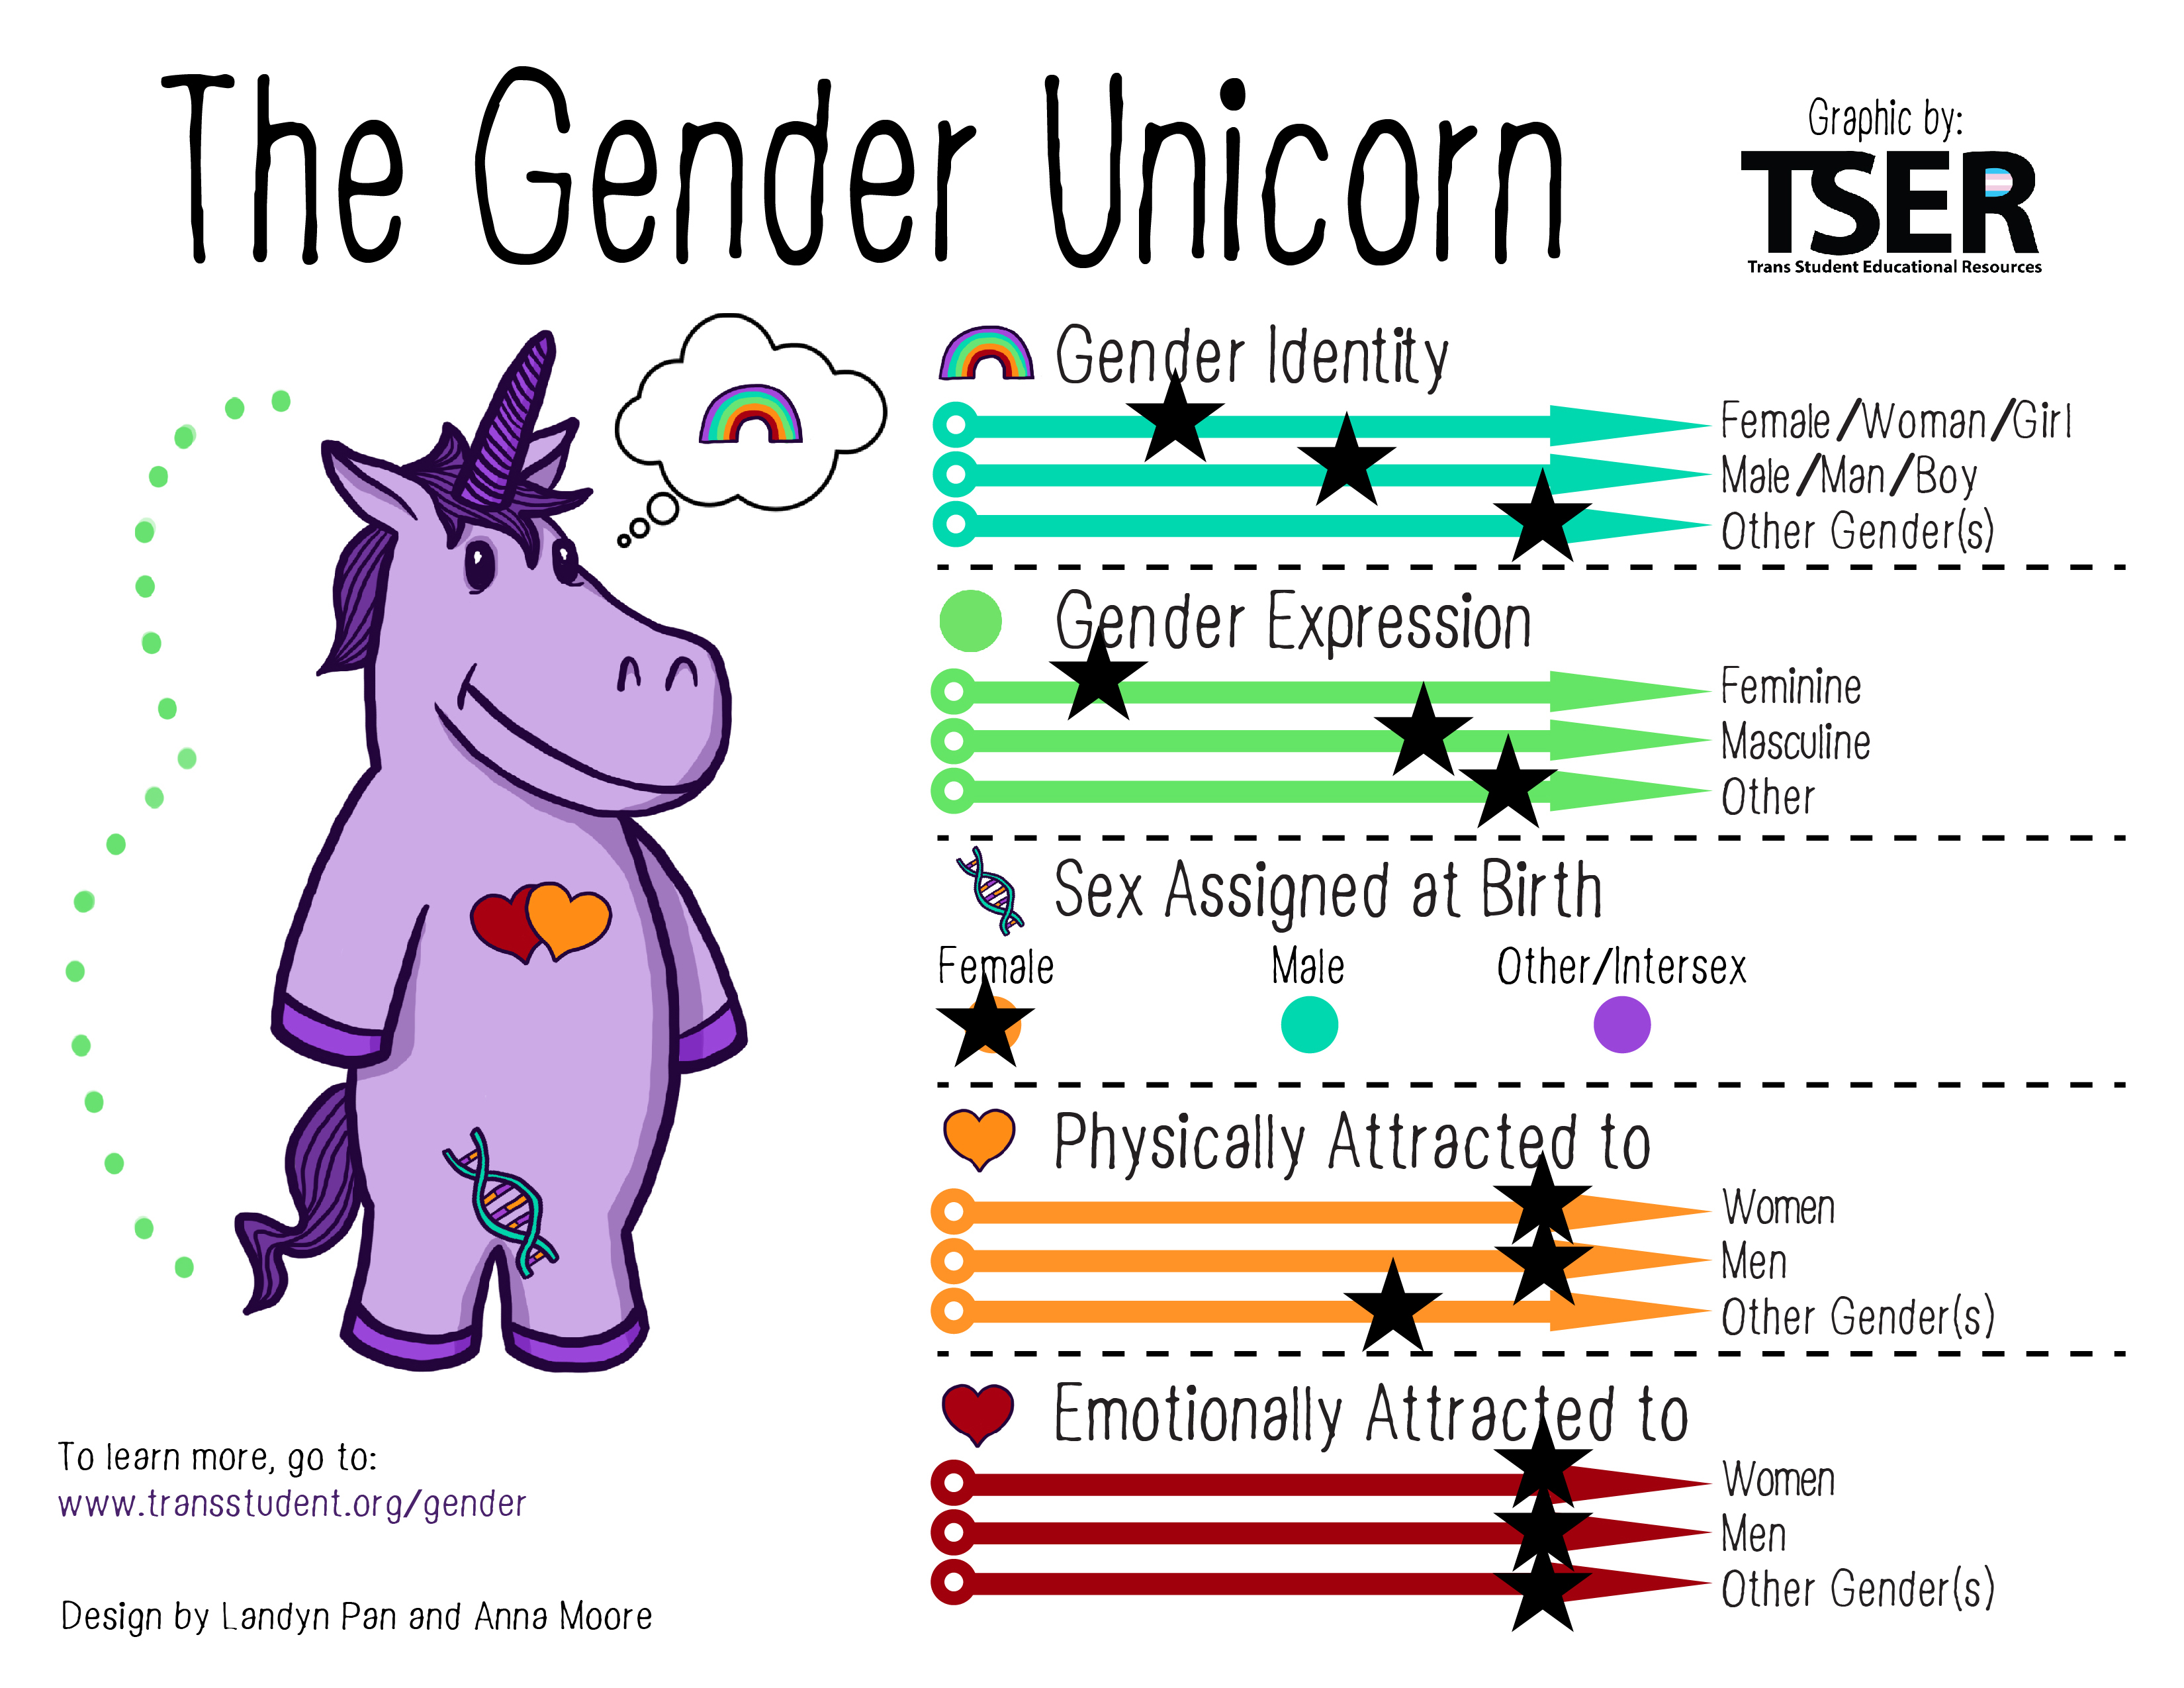 The Gender Unicorn
Graphic by:
TSER
Trans Student Educational Resources
Gender Identity
Female/Woman/Girl
Male/Man/Boy
Other Gender(s)
Gender Expression
Feminine
Masculine
Other
Sex Assigned at Birth
Female
Male
Other/Intersex
Physically Attracted to
Women
Men
Other Gender(s)
Emotionally Attracted to
Women
Men
Other Gender(s)
To learn more, go to:
www.transstudent.org/gender
Design by Landyn Pan and Anna Moore